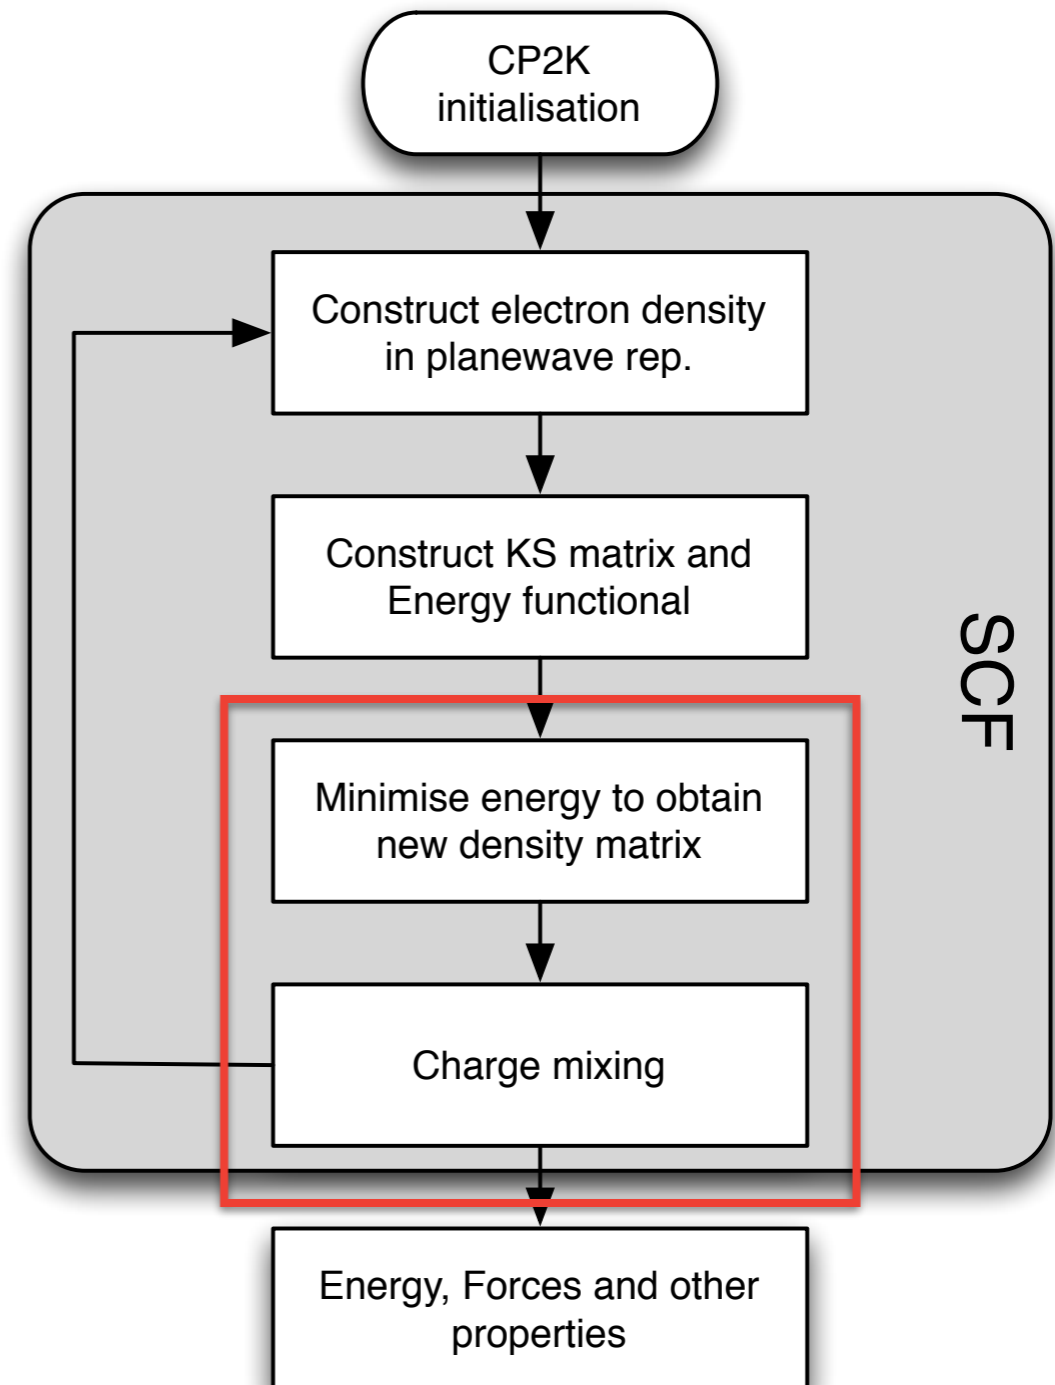 CP2K
initialisation
Construct electron density
in planewave rep.
Construct KS matrix and
Energy functional
SCF
Minimise energy to obtain
new density matrix
Charge mixing
Energy, Forces and other
properties